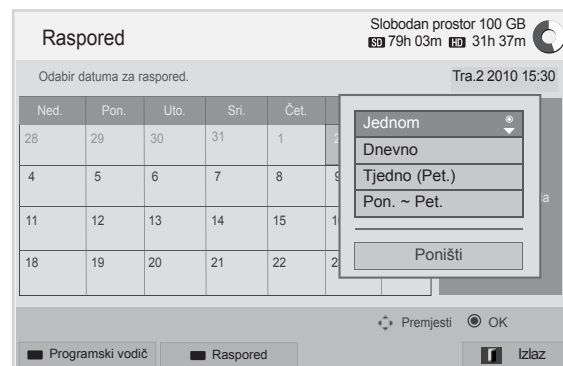 Raspored
Slobodan prostor 100 GB
SD 79h 03m HD 31h 37m
Odabir datuma za raspored.
Tra.2 2010 15:30
Ned. Pon. Uto. Sri. Čet.
28 29 30 31 1 2
4 5 6 7 8 9
11 12 13 14 15
18 19 20 21 22
Jednom
Dnevno
Tjedno (Pet.)
Pon. ~ Pet.
Poništi
Premjesti OK
Programski vodič Raspored Izlaz